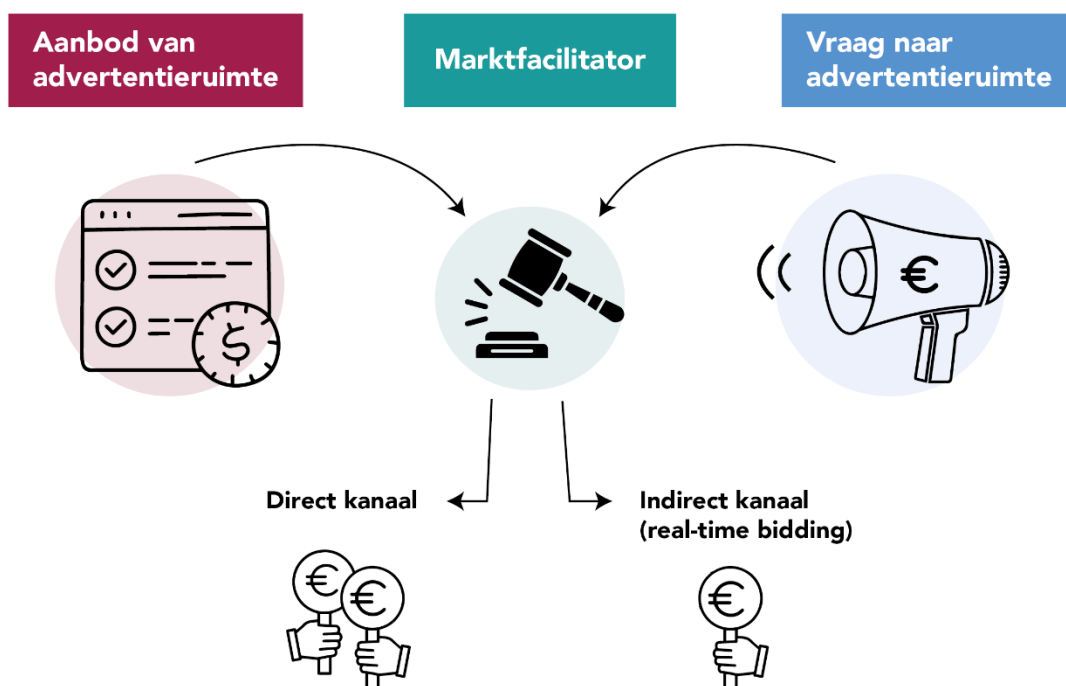 Aanbod van
advertentieruimte
Marktfacilitator
Vraag naar
advertentieruimte
$
€
Direct kanaal
Indirect kanaal
(real-time bidding)
€
€
€